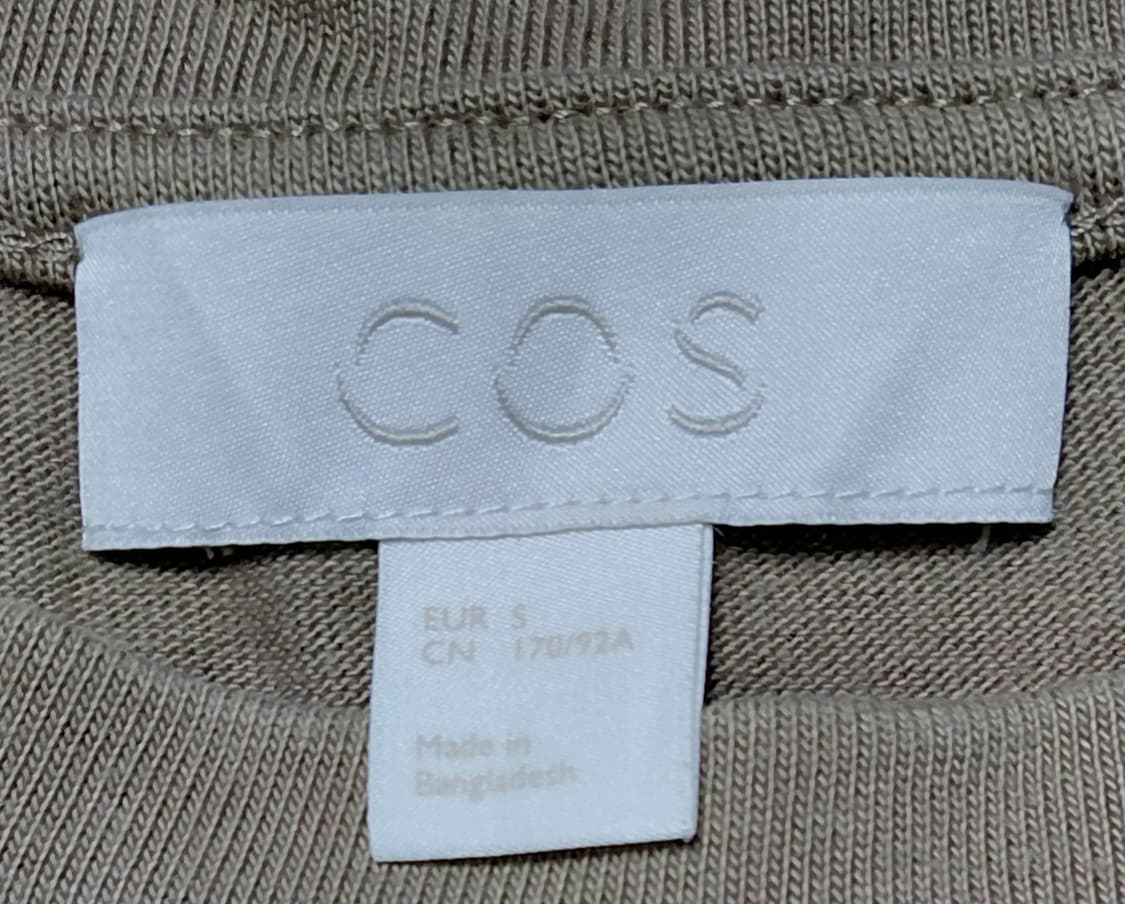 COS
EUR S
CN 170/92A
Made in
Bangladesh